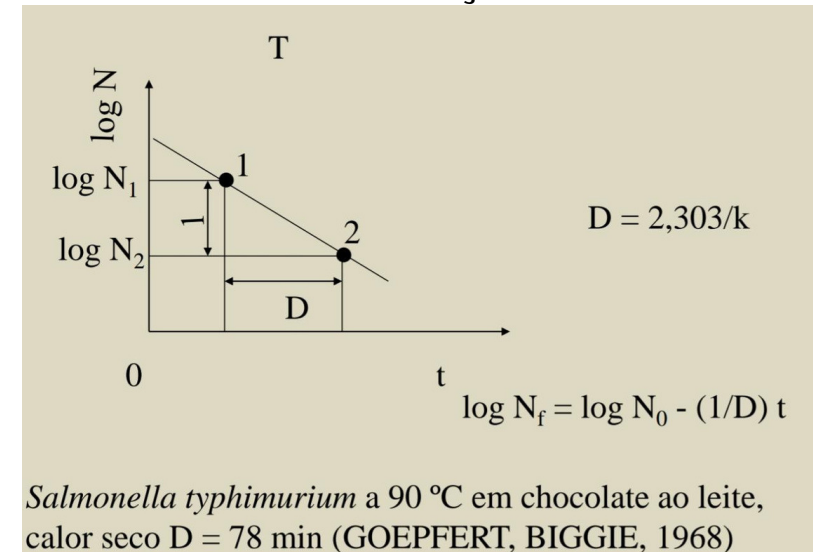 T
log N
log N₁
1
1
log N₂
2
D
D = 2,303/k
0
t
log Nf = log N₀ - (1/D) t
Salmonella typhimurium a 90 ºC em chocolate ao leite,
calor seco D = 78 min (GOEPFERT, BIGGIE, 1968)